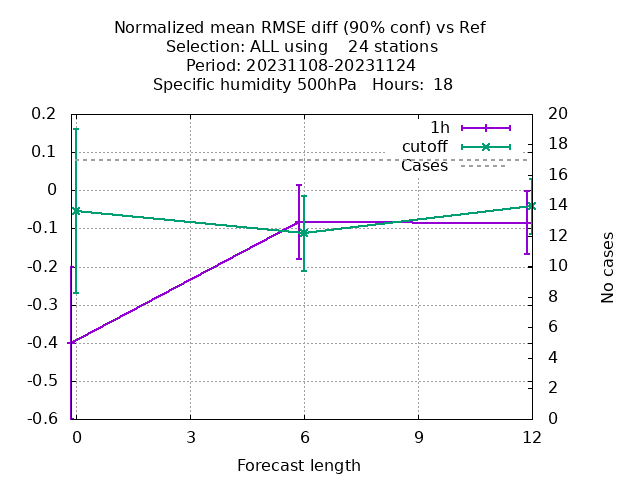 Normalized mean RMSE diff (90% conf) vs Ref
Selection: ALL using 24 stations
Period: 20231108-20231124
Specific humidity 500hPa Hours: 18
0.2
0.1
0
-0.1
-0.2
-0.3
-0.4
-0.5
-0.6
1h
cutoff
Cases
20
18
16
14
12
10
8
6
4
2
0
No cases
0 3 6 9 12
Forecast length